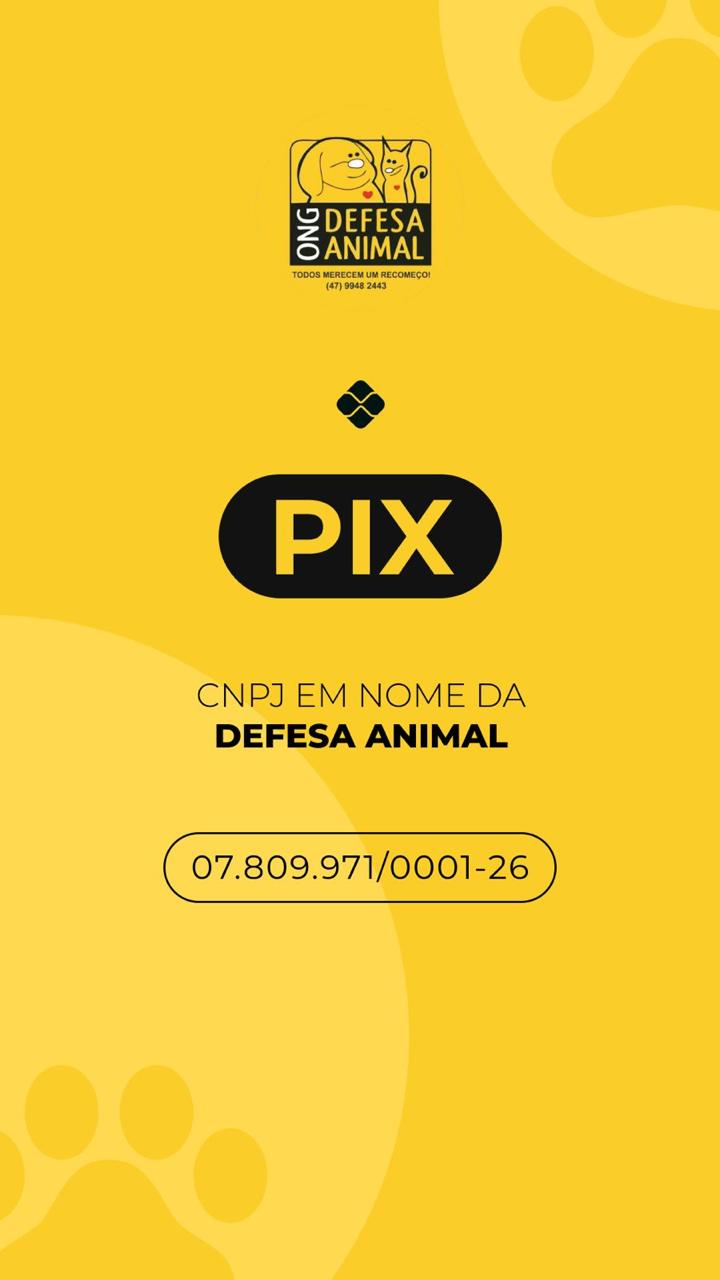 ONG
DEFESA
ANIMAL
TODOS MERECEM UM RECOMEÇO!
(47) 9948 2443
PIX
CNPJ EM NOME DA
DEFESA ANIMAL
07.809.971/0001-26